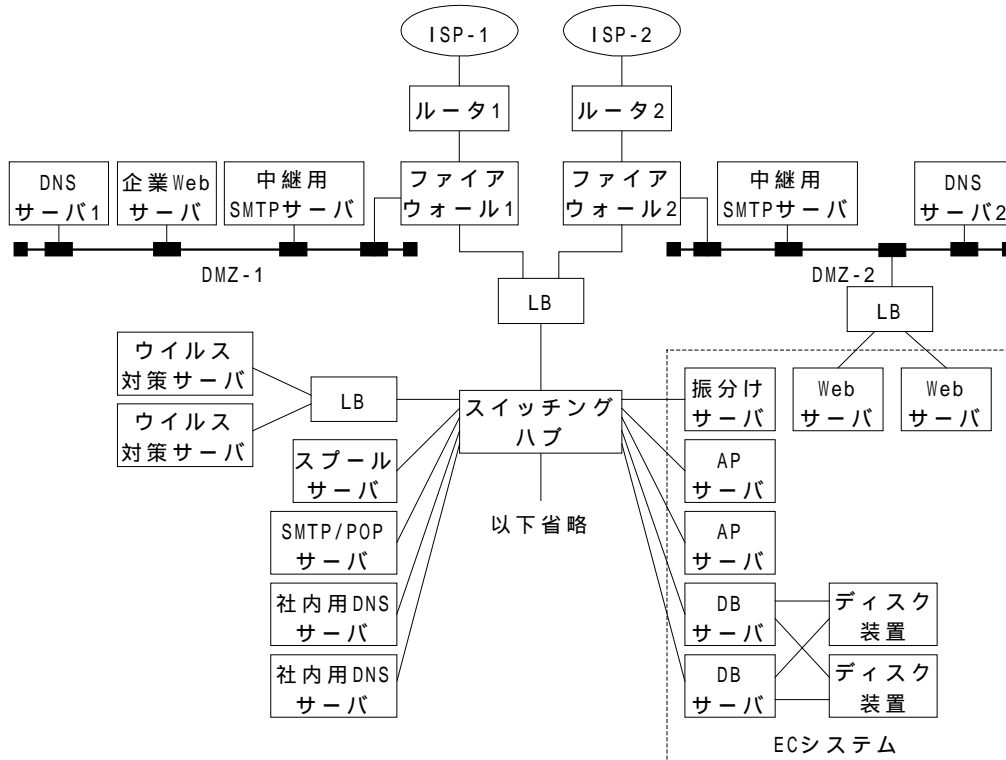 ISP-1
ISP-2
ルータ1
ルータ2
DNS
サーバ1
企業Web
サーバ
中継用
SMTPサーバ
ファイア
ウォール1
ファイア
ウォール2
中継用
SMTPサーバ
DNS
サーバ2
DMZ-1
DMZ-2
LB
LB
ウイルス
対策サーバ
ウイルス
対策サーバ
LB
スイッチング
ハブ
振分け
サーバ
Web
サーバ
Web
サーバ
スプール
サーバ
AP
サーバ
SMTP/POP
サーバ
以下省略
AP
サーバ
社内用DNS
サーバ
DB
サーバ
ディスク
装置
社内用DNS
サーバ
DB
サーバ
ディスク
装置
ECシステム